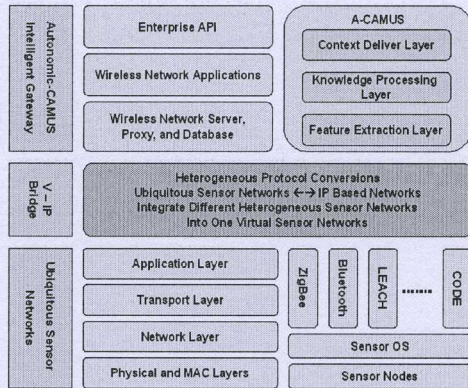 Autonomic-CAMUS
Intelligent Gateway
Enterprise API
Wireless Network Applications
Wireless Network Server,
Proxy, and Database
A-CAMUS
Context Deliver Layer
Knowledge Processing
Layer
Feature Extraction Layer
V – IP
Bridge
Heterogeneous Protocol Conversions
Ubiquitous Sensor Networks ←→ IP Based Networks
Integrate Different Heterogeneous Sensor Networks
Into One Virtual Sensor Networks
Ubiquitous Sensor
Networks
Application Layer
Transport Layer
Network Layer
Physical and MAC Layers
ZigBee
Bluetooth
LEACH
........
CODE
Sensor OS
Sensor Nodes